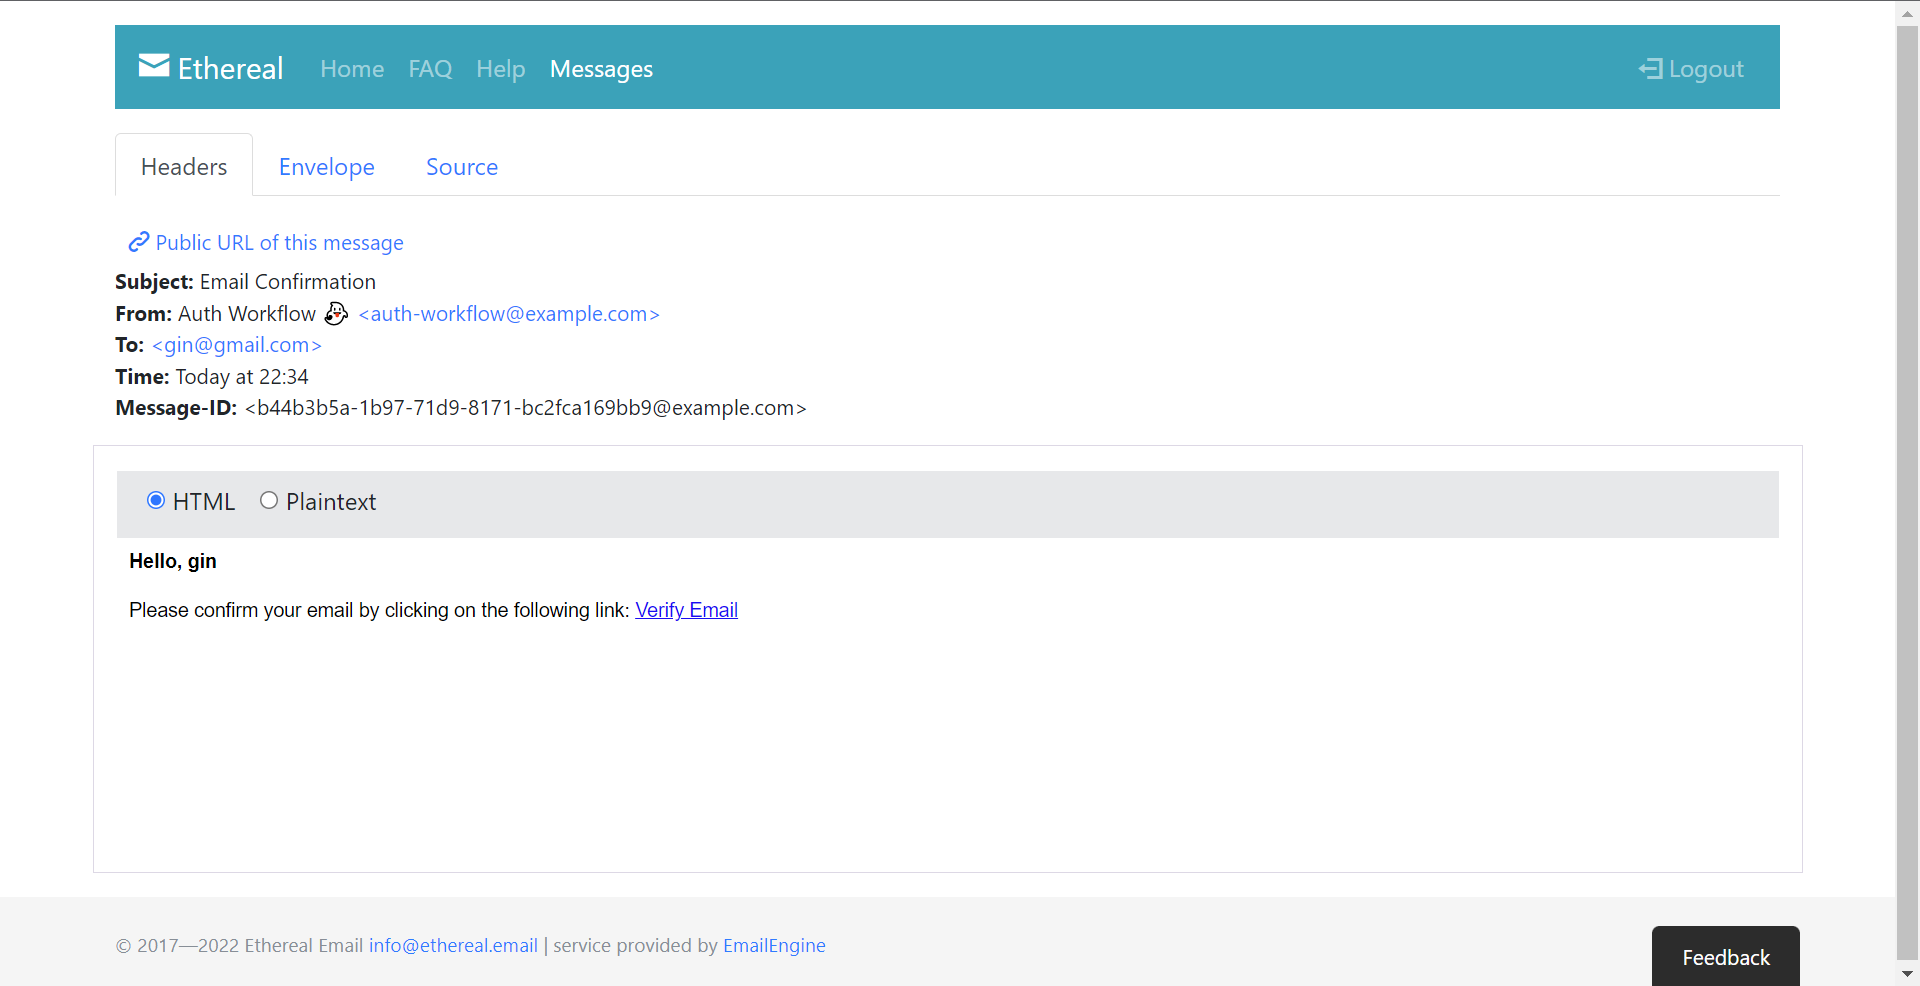 Ethereal Home FAQ Help Messages Logout
Headers Envelope Source
Public URL of this message
Subject: Email Confirmation
From: Auth Workflow 👻 <auth-workflow@example.com>
To: <gin@gmail.com>
Time: Today at 22:34
Message-ID: <b44b3b5a-1b97-71d9-8171-bc2fca169bb9@example.com>
HTML Plaintext
Hello, gin
Please confirm your email by clicking on the following link: Verify Email
© 2017—2022 Ethereal Email info@ethereal.email | service provided by EmailEngine
Feedback